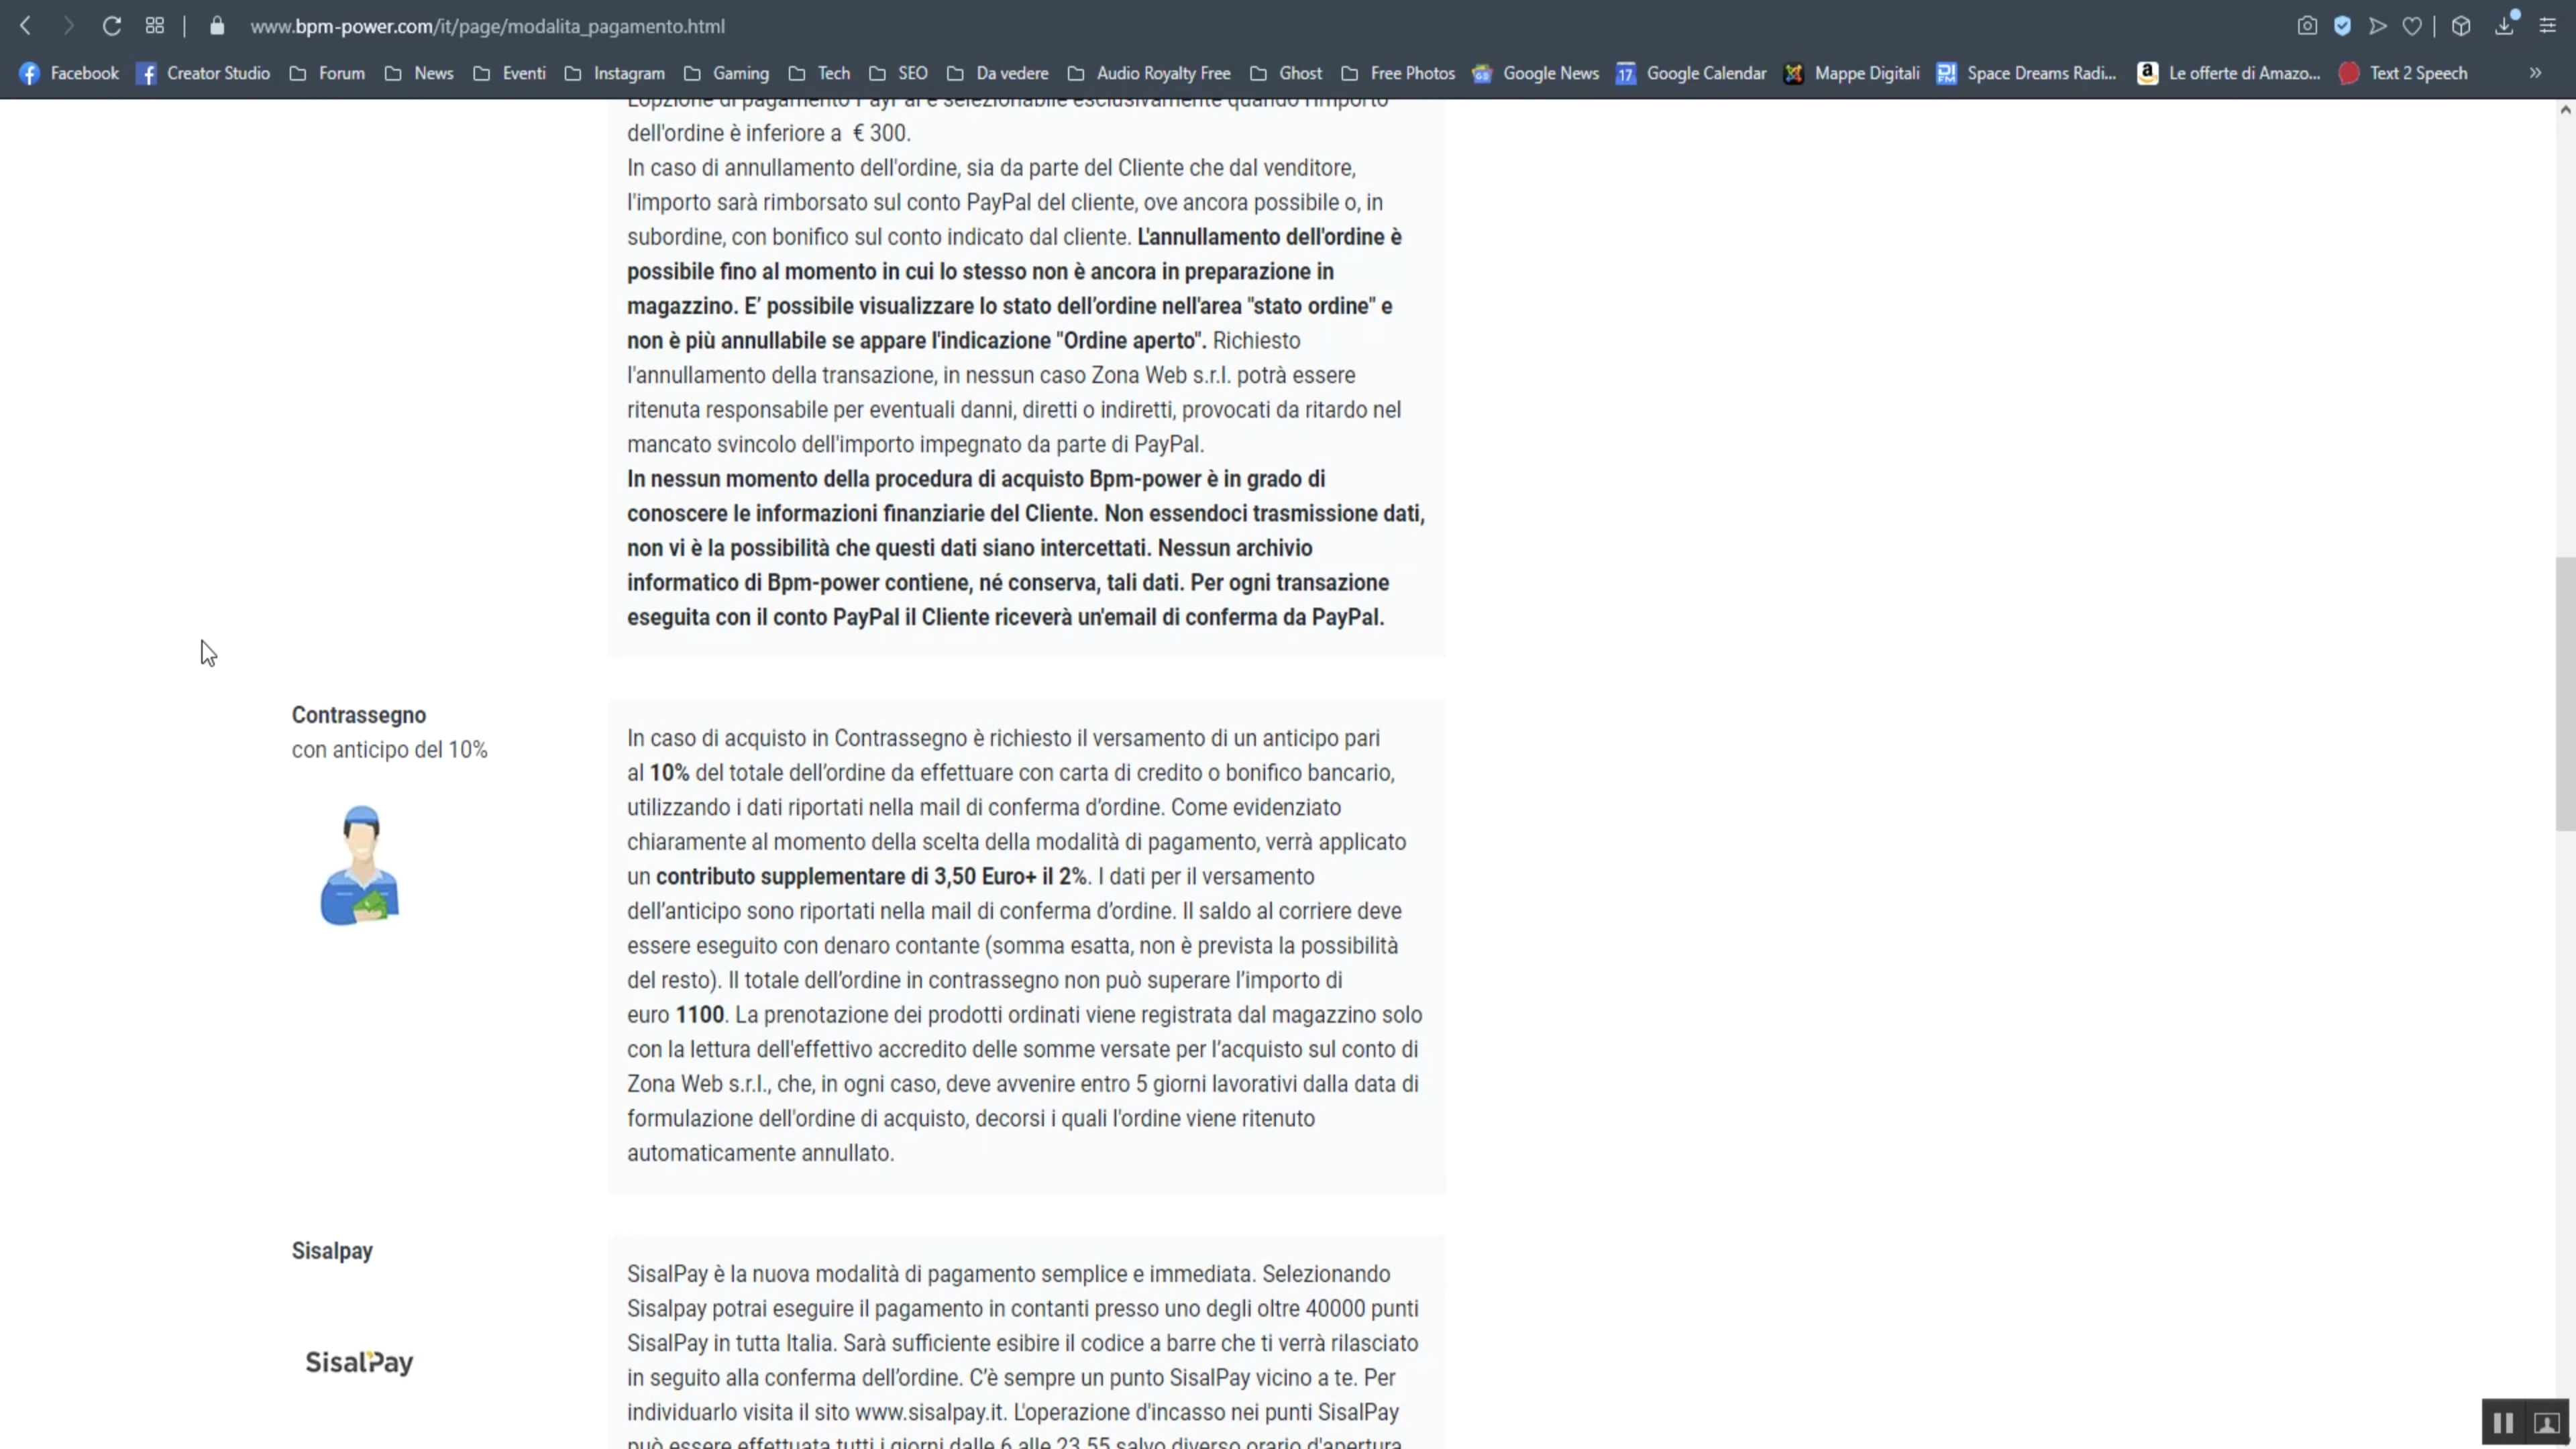 www.bpm-power.com/it/page/modalita_pagamento.html
Facebook Creator Studio Forum News Eventi Instagram Gaming Tech SEO Da vedere Audio Royalty Free Ghost Free Photos Google News Google Calendar Mappe Digitali Space Dreams Radi... Le offerte di Amazo... Text 2 Speech »
L'opzione di pagamento PayPal è selezionabile esclusivamente quando l'importo
dell'ordine è inferiore a € 300.
In caso di annullamento dell'ordine, sia da parte del Cliente che dal venditore,
l'importo sarà rimborsato sul conto PayPal del cliente, ove ancora possibile o, in
subordine, con bonifico sul conto indicato dal cliente. L'annullamento dell'ordine è
possibile fino al momento in cui lo stesso non è ancora in preparazione in
magazzino. E’ possibile visualizzare lo stato dell’ordine nell'area "stato ordine" e
non è più annullabile se appare l'indicazione "Ordine aperto". Richiesto
l'annullamento della transazione, in nessun caso Zona Web s.r.l. potrà essere
ritenuta responsabile per eventuali danni, diretti o indiretti, provocati da ritardo nel
mancato svincolo dell'importo impegnato da parte di PayPal.
In nessun momento della procedura di acquisto Bpm-power è in grado di
conoscere le informazioni finanziarie del Cliente. Non essendoci trasmissione dati,
non vi è la possibilità che questi dati siano intercettati. Nessun archivio
informatico di Bpm-power contiene, né conserva, tali dati. Per ogni transazione
eseguita con il conto PayPal il Cliente riceverà un'email di conferma da PayPal.
Contrassegno
con anticipo del 10%
In caso di acquisto in Contrassegno è richiesto il versamento di un anticipo pari
al 10% del totale dell’ordine da effettuare con carta di credito o bonifico bancario,
utilizzando i dati riportati nella mail di conferma d’ordine. Come evidenziato
chiaramente al momento della scelta della modalità di pagamento, verrà applicato
un contributo supplementare di 3,50 Euro+ il 2%. I dati per il versamento
dell’anticipo sono riportati nella mail di conferma d’ordine. Il saldo al corriere deve
essere eseguito con denaro contante (somma esatta, non è prevista la possibilità
del resto). Il totale dell’ordine in contrassegno non può superare l’importo di
euro 1100. La prenotazione dei prodotti ordinati viene registrata dal magazzino solo
con la lettura dell'effettivo accredito delle somme versate per l’acquisto sul conto di
Zona Web s.r.l., che, in ogni caso, deve avvenire entro 5 giorni lavorativi dalla data di
formulazione dell'ordine di acquisto, decorsi i quali l'ordine viene ritenuto
automaticamente annullato.
Sisalpay
SisalPay
SisalPay è la nuova modalità di pagamento semplice e immediata. Selezionando
Sisalpay potrai eseguire il pagamento in contanti presso uno degli oltre 40000 punti
SisalPay in tutta Italia. Sarà sufficiente esibire il codice a barre che ti verrà rilasciato
in seguito alla conferma dell’ordine. C’è sempre un punto SisalPay vicino a te. Per
individuarlo visita il sito www.sisalpay.it. L'operazione d'incasso nei punti SisalPay
può essere effettuata tutti i giorni dalle 6 alle 23.55 salvo diverso orario d'apertura